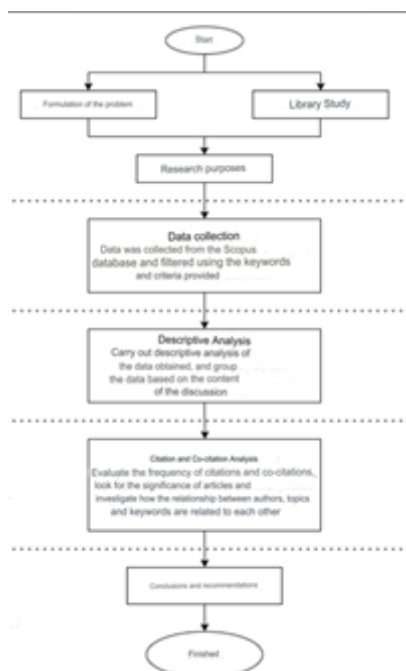 Start
Formulation of the problem
Library Study
Research purposes
Data collection
Data was collected from the Scopus
database and filtered using the keywords
and criteria provided
Descriptive Analysis
Carry out descriptive analysis of
the data obtained, and group
the data based on the content
of the discussion
Citation and Co-citation Analysis
Evaluate the frequency of citations and co-citations,
look for the significance of articles and
investigate how the relationship between authors, topics
and keywords are related to each other
Conclusions and recommendations
Finished